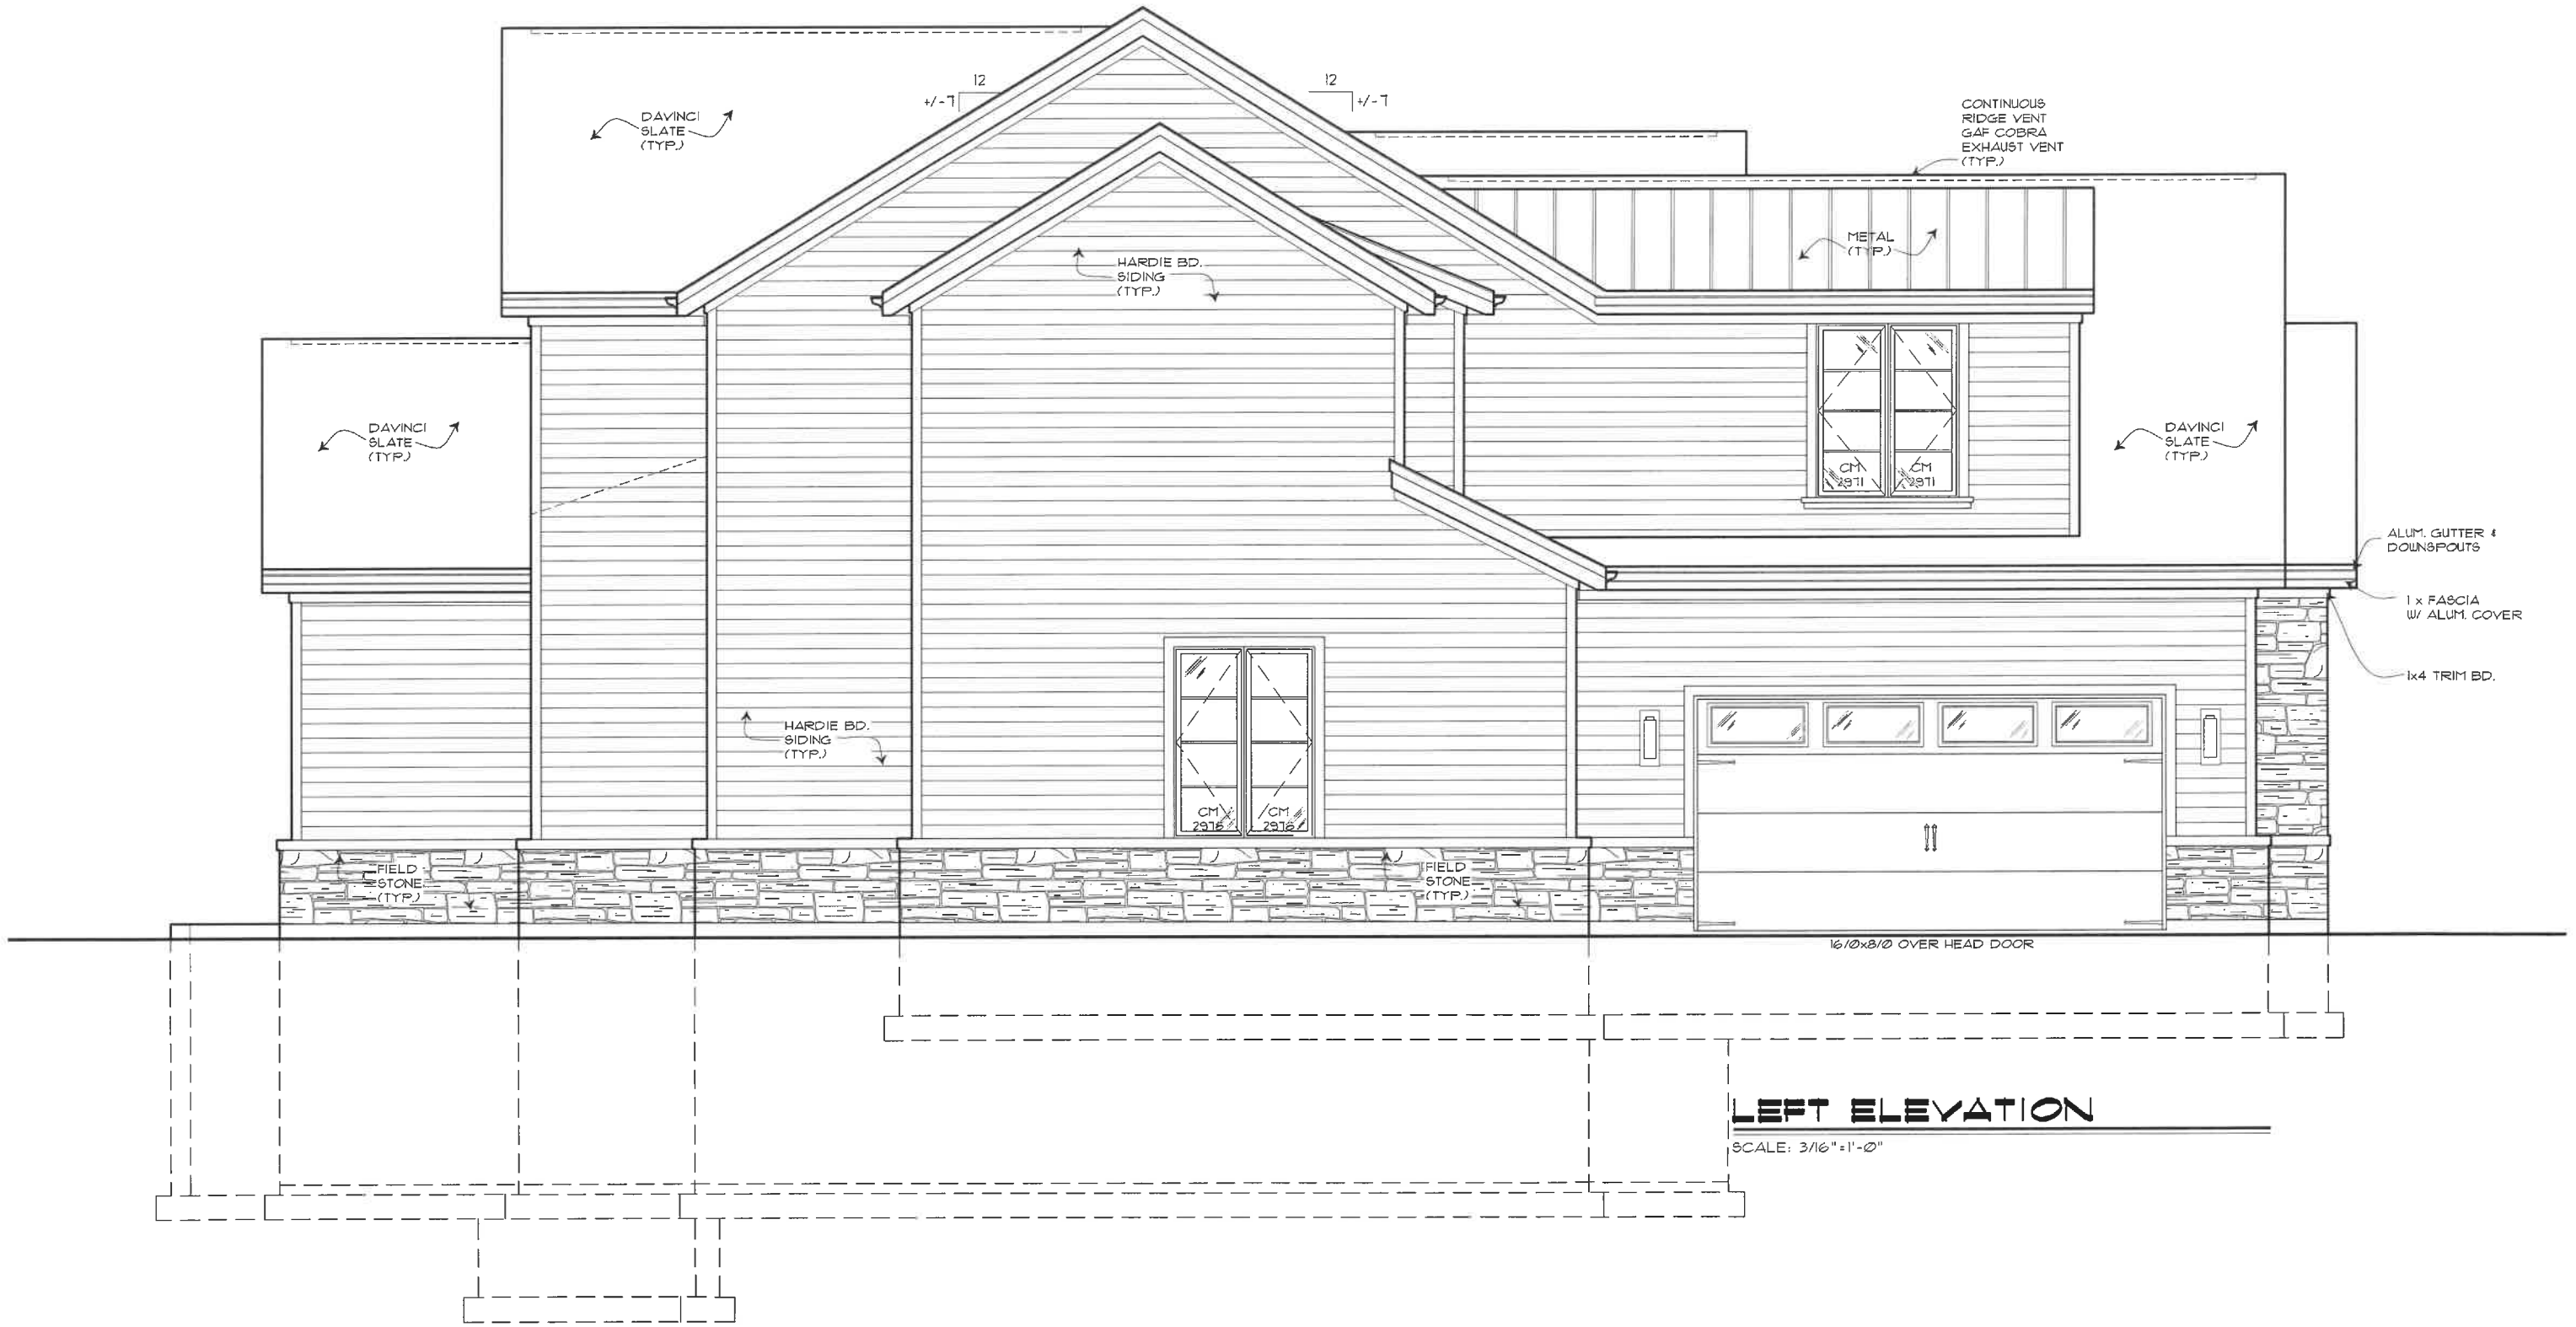 12
+/-7
12
+/-7
DAVINCI
SLATE
(TYP.)
CONTINUOUS
RIDGE VENT
GAF COBRA
EXHAUST VENT
(TYP.)
METAL
(TYP.)
HARDIE BD.
SIDING
(TYP.)
DAVINCI
SLATE
(TYP.)
DAVINCI
SLATE
(TYP.)
CM
2971
CM
2971
ALUM. GUTTER &
DOWNSPOUTS
1 x FASCIA
W/ ALUM. COVER
1x4 TRIM BD.
HARDIE BD.
SIDING
(TYP.)
CM
2976
CM
2976
FIELD
STONE
(TYP.)
FIELD
STONE
(TYP.)
16/0x8/0 OVER HEAD DOOR
LEFT ELEVATION
SCALE: 3/16"=1'-0"